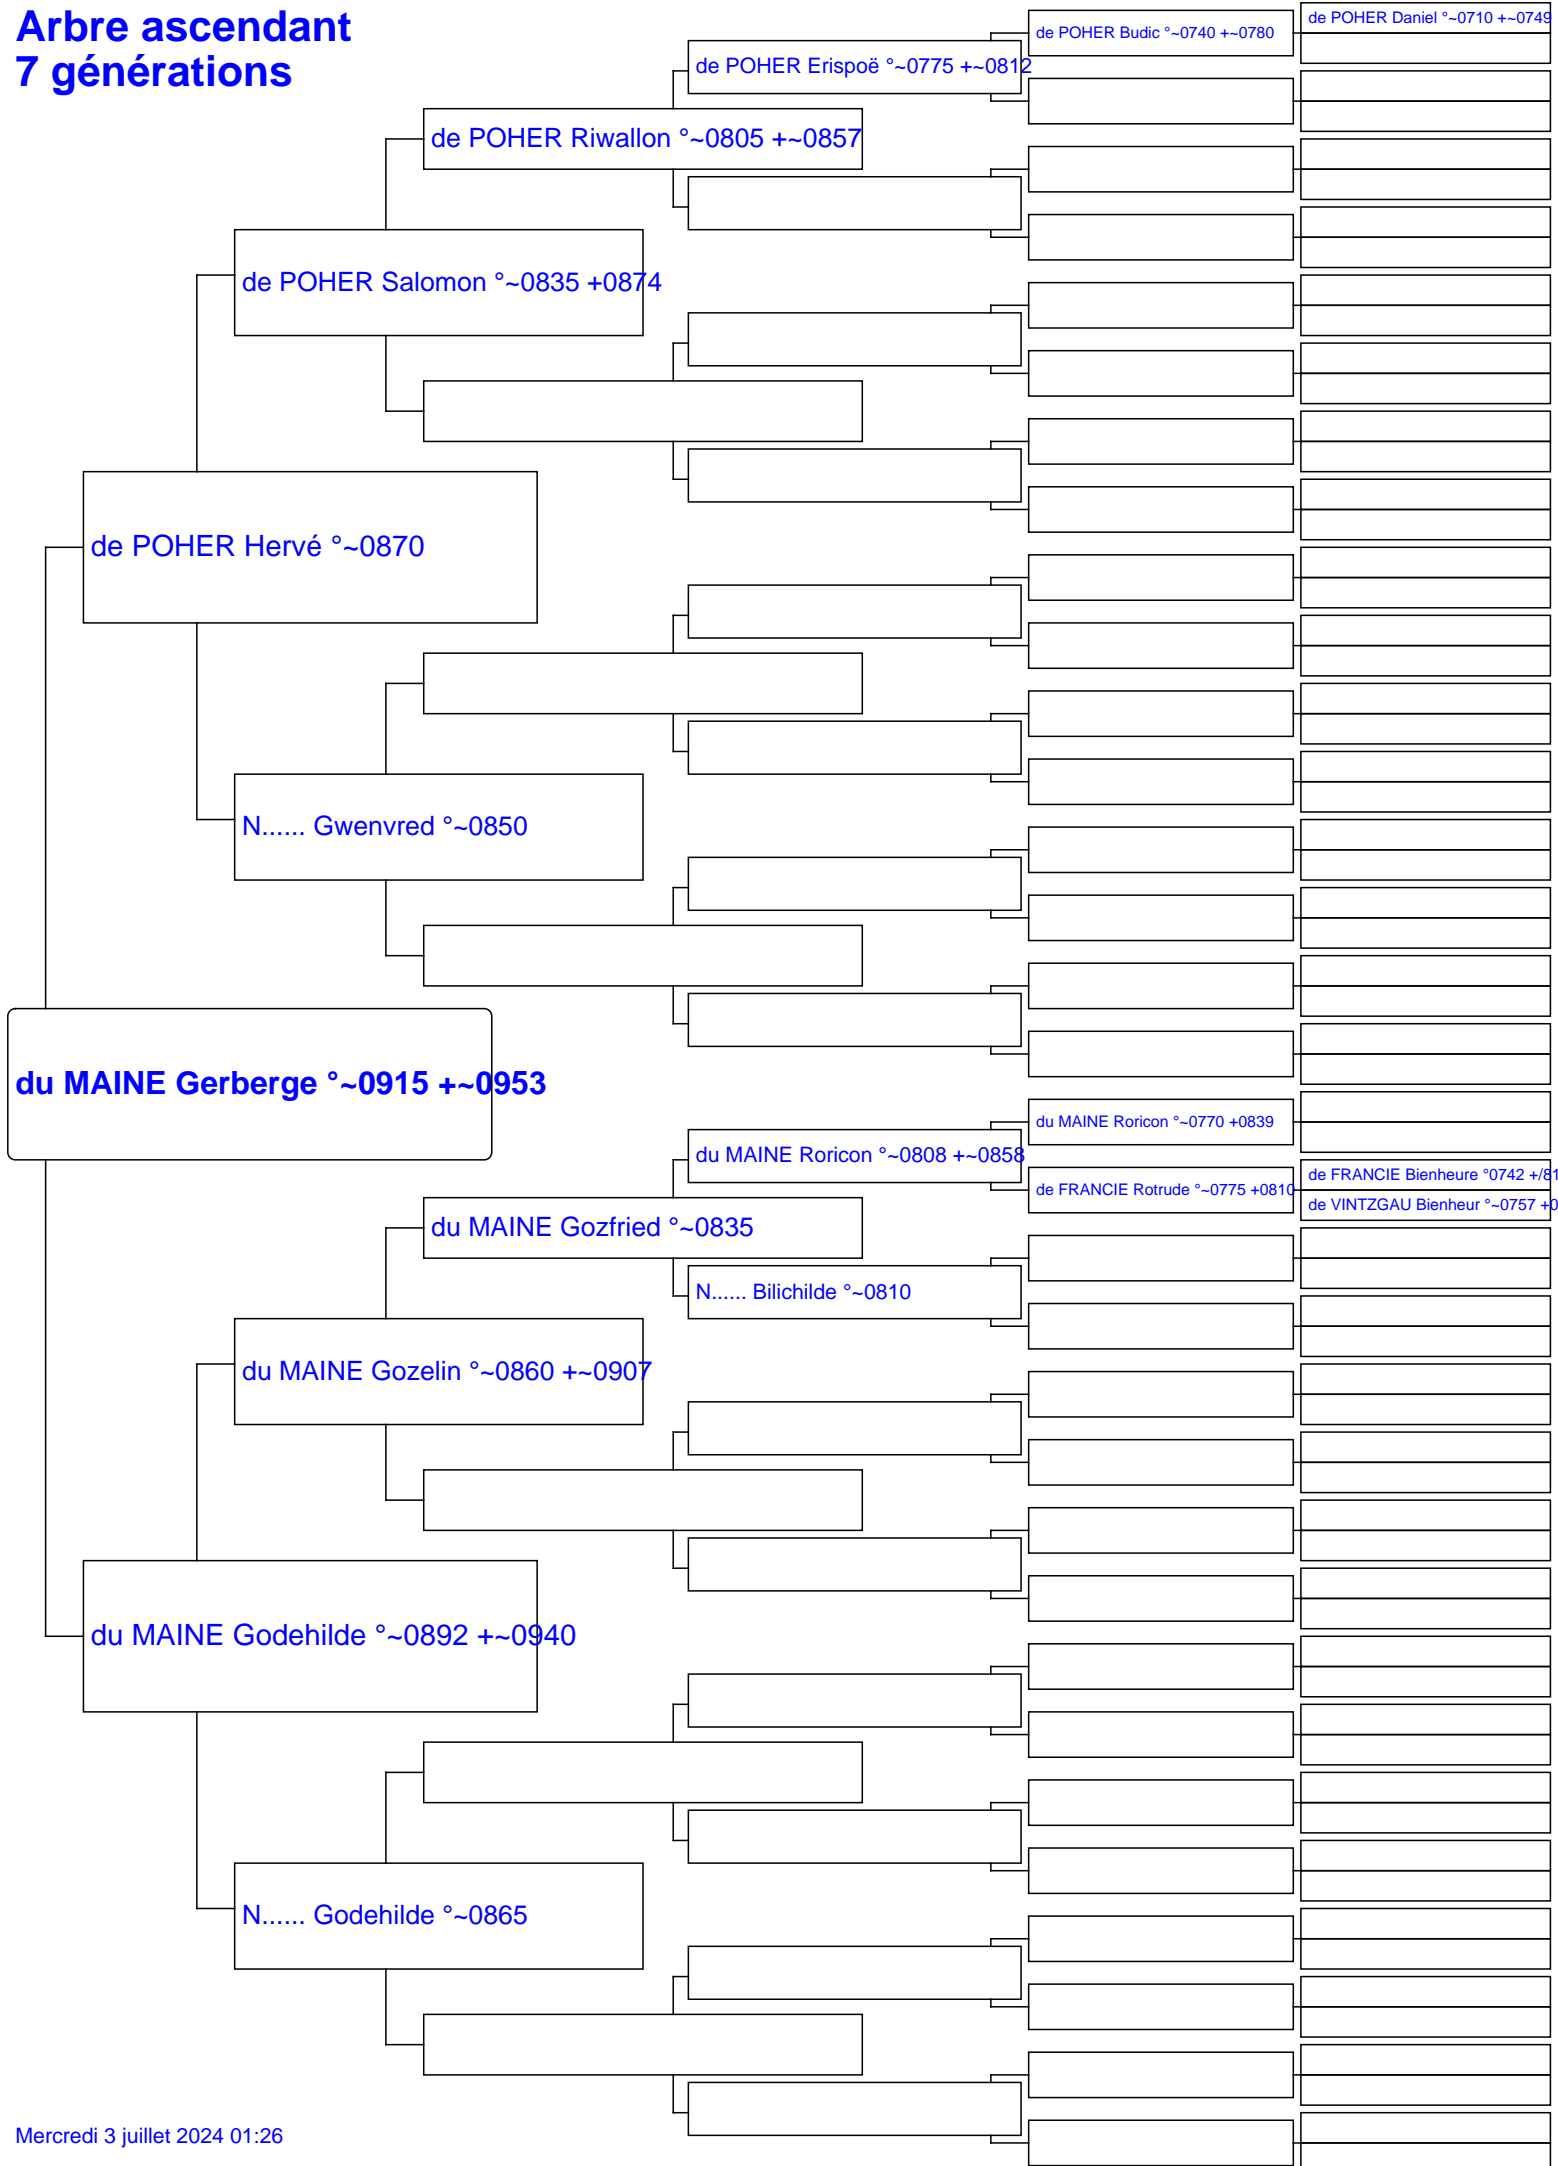 Arbre ascendant
7 générations
de POHER Daniel °~0710 +~0749
de POHER Budic °~0740 +~0780
de POHER Erispoë °~0775 +~0812
de POHER Riwallon °~0805 +~0857
de POHER Salomon °~0835 +0874
de POHER Hervé °~0870
N...... Gwenvred °~0850
du MAINE Gerberge °~0915 +~0953
du MAINE Roricon °~0770 +0839
du MAINE Roricon °~0808 +~0858
de FRANCIE Bienheure °0742 +/81
de FRANCIE Rotrude °~0775 +0810
de VINTZGAU Bienheur °~0757 +0
du MAINE Gozfried °~0835
N...... Bilichilde °~0810
du MAINE Gozelin °~0860 +~0907
du MAINE Godehilde °~0892 +~0940
N...... Godehilde °~0865
Mercredi 3 juillet 2024 01:26